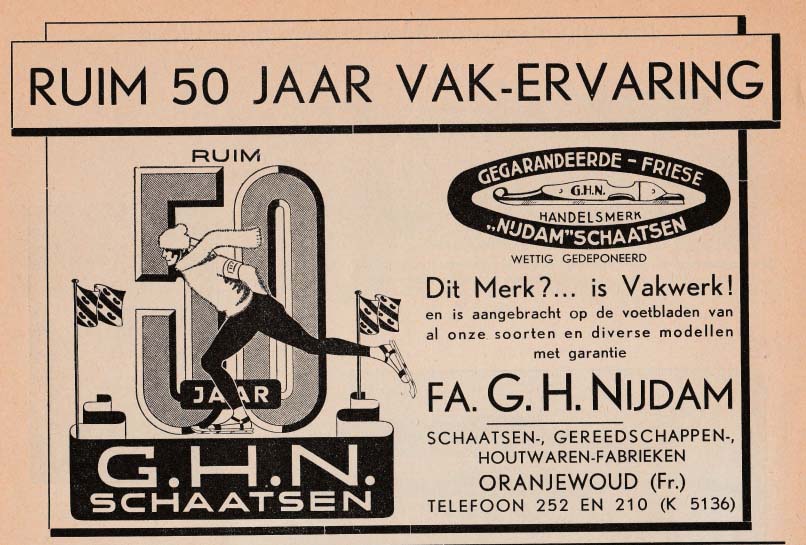 RUIM 50 JAAR VAK-ERVARING
RUIM
50
JAAR
G.H.N.
SCHAATSEN
GEGARANDEERDE - FRIESE
G.H.N.
HANDELSMERK
„NIJDAM" SCHAATSEN
WETTIG GEDEPONEERD
Dit Merk?... is Vakwerk!
en is aangebracht op de voetbladen van
al onze soorten en diverse modellen
met garantie
FA. G. H. NIJDAM
SCHAATSEN-, GEREEDSCHAPPEN-,
HOUTWAREN-FABRIEKEN
ORANJEWOUD (Fr.)
TELEFOON 252 EN 210 (K 5136)